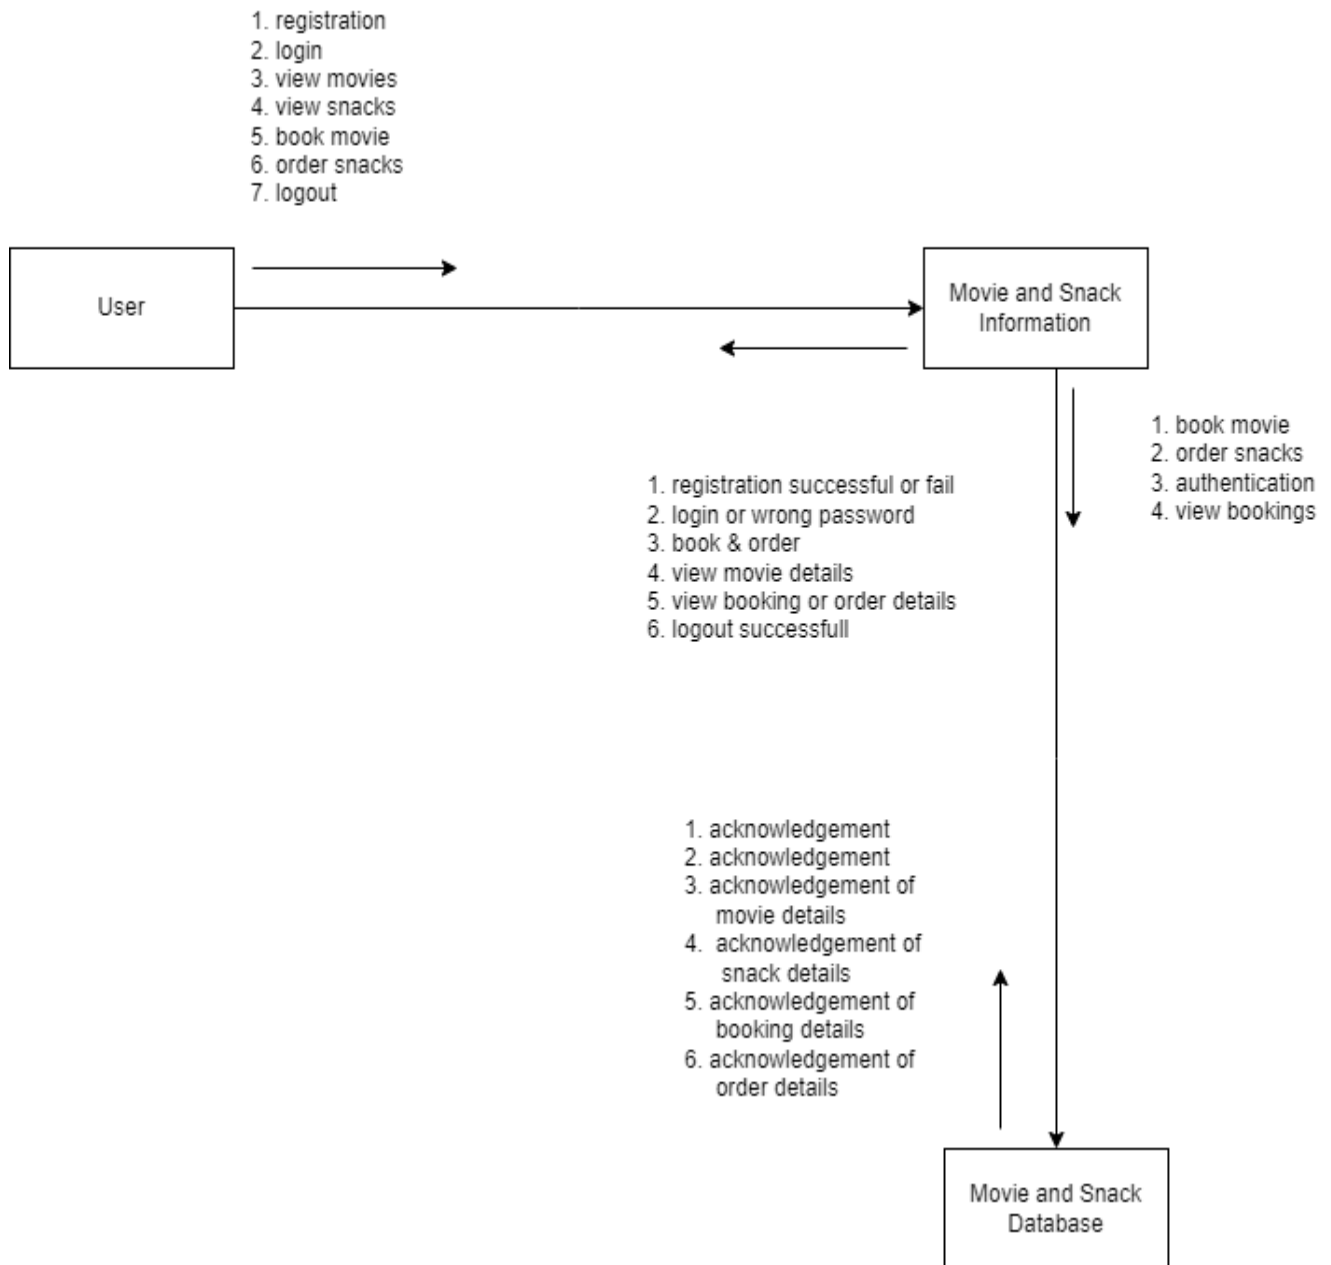 1. registration
2. login
3. view movies
4. view snacks
5. book movie
6. order snacks
7. logout
User
Movie and Snack
Information
1. book movie
2. order snacks
3. authentication
4. view bookings
1. registration successful or fail
2. login or wrong password
3. book & order
4. view movie details
5. view booking or order details
6. logout successfull
1. acknowledgement
2. acknowledgement
3. acknowledgement of
movie details
4. acknowledgement of
snack details
5. acknowledgement of
booking details
6. acknowledgement of
order details
Movie and Snack
Database